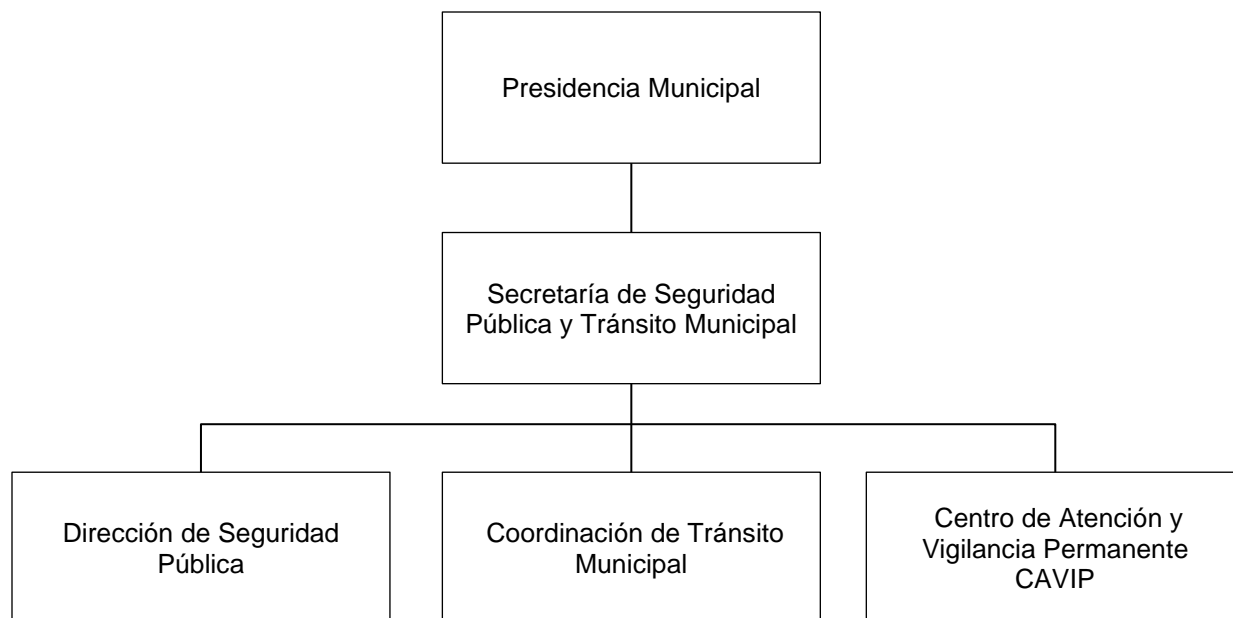 Presidencia Municipal
Secretaría de Seguridad
Pública y Tránsito Municipal
Dirección de Seguridad
Pública
Coordinación de Tránsito
Municipal
Centro de Atención y
Vigilancia Permanente
CAVIP